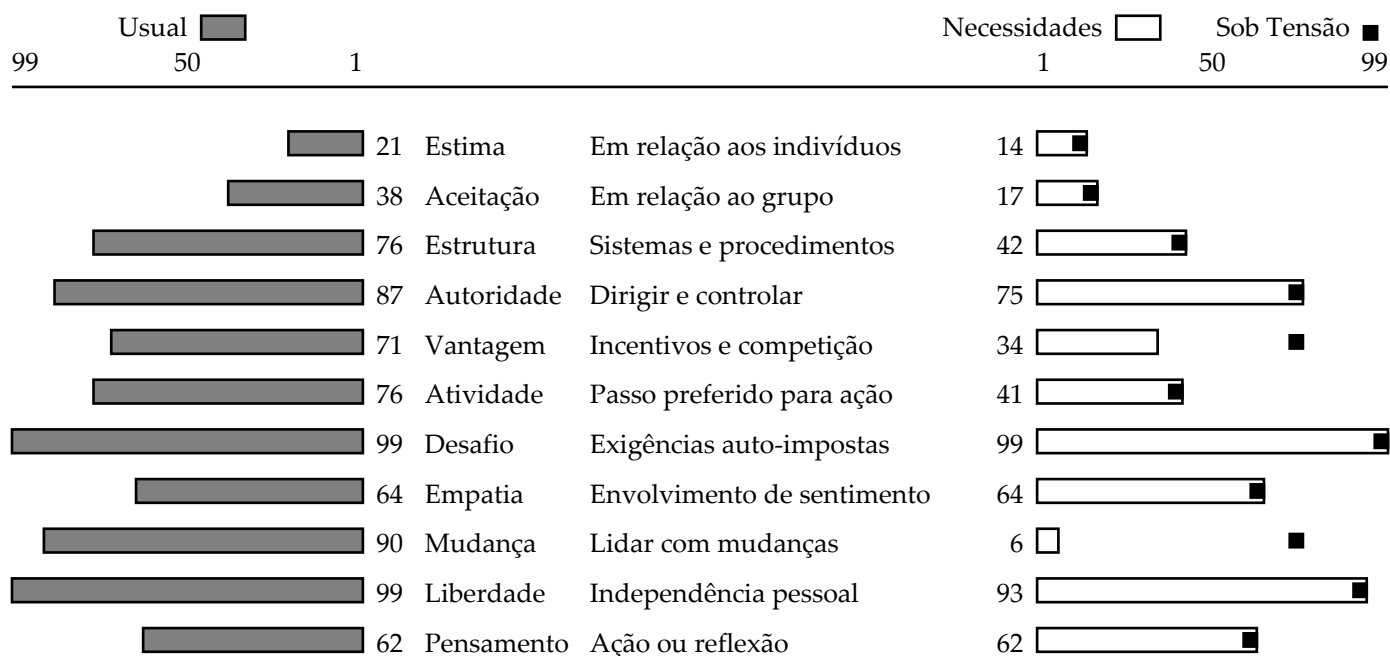 Usual Necessidades Sob Tensão
99 50 1 1 50 99
21 Estima Em relação aos indivíduos 14
38 Aceitação Em relação ao grupo 17
76 Estrutura Sistemas e procedimentos 42
87 Autoridade Dirigir e controlar 75
71 Vantagem Incentivos e competição 34
76 Atividade Passo preferido para ação 41
99 Desafio Exigências auto-impostas 99
64 Empatia Envolvimento de sentimento 64
90 Mudança Lidar com mudanças 6
99 Liberdade Independência pessoal 93
62 Pensamento Ação ou reflexão 62